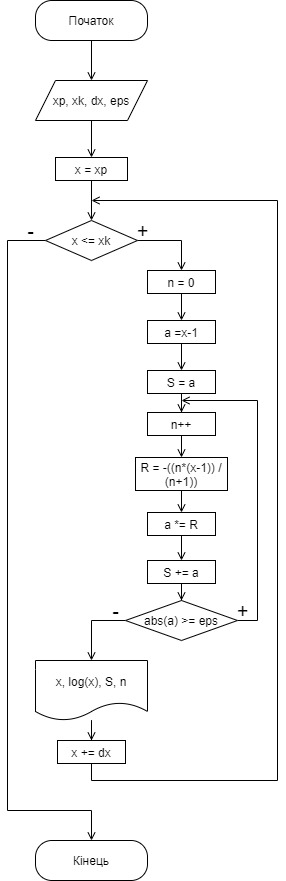 Початок
xp, xk, dx, eps
x = xp
x <= xk
-
+
n = 0
a =x-1
S = a
n++
R = -((n*(x-1)) /
(n+1))
a *= R
S += a
abs(a) >= eps
-
+
x, log(x), S, n
x += dx
Кінець